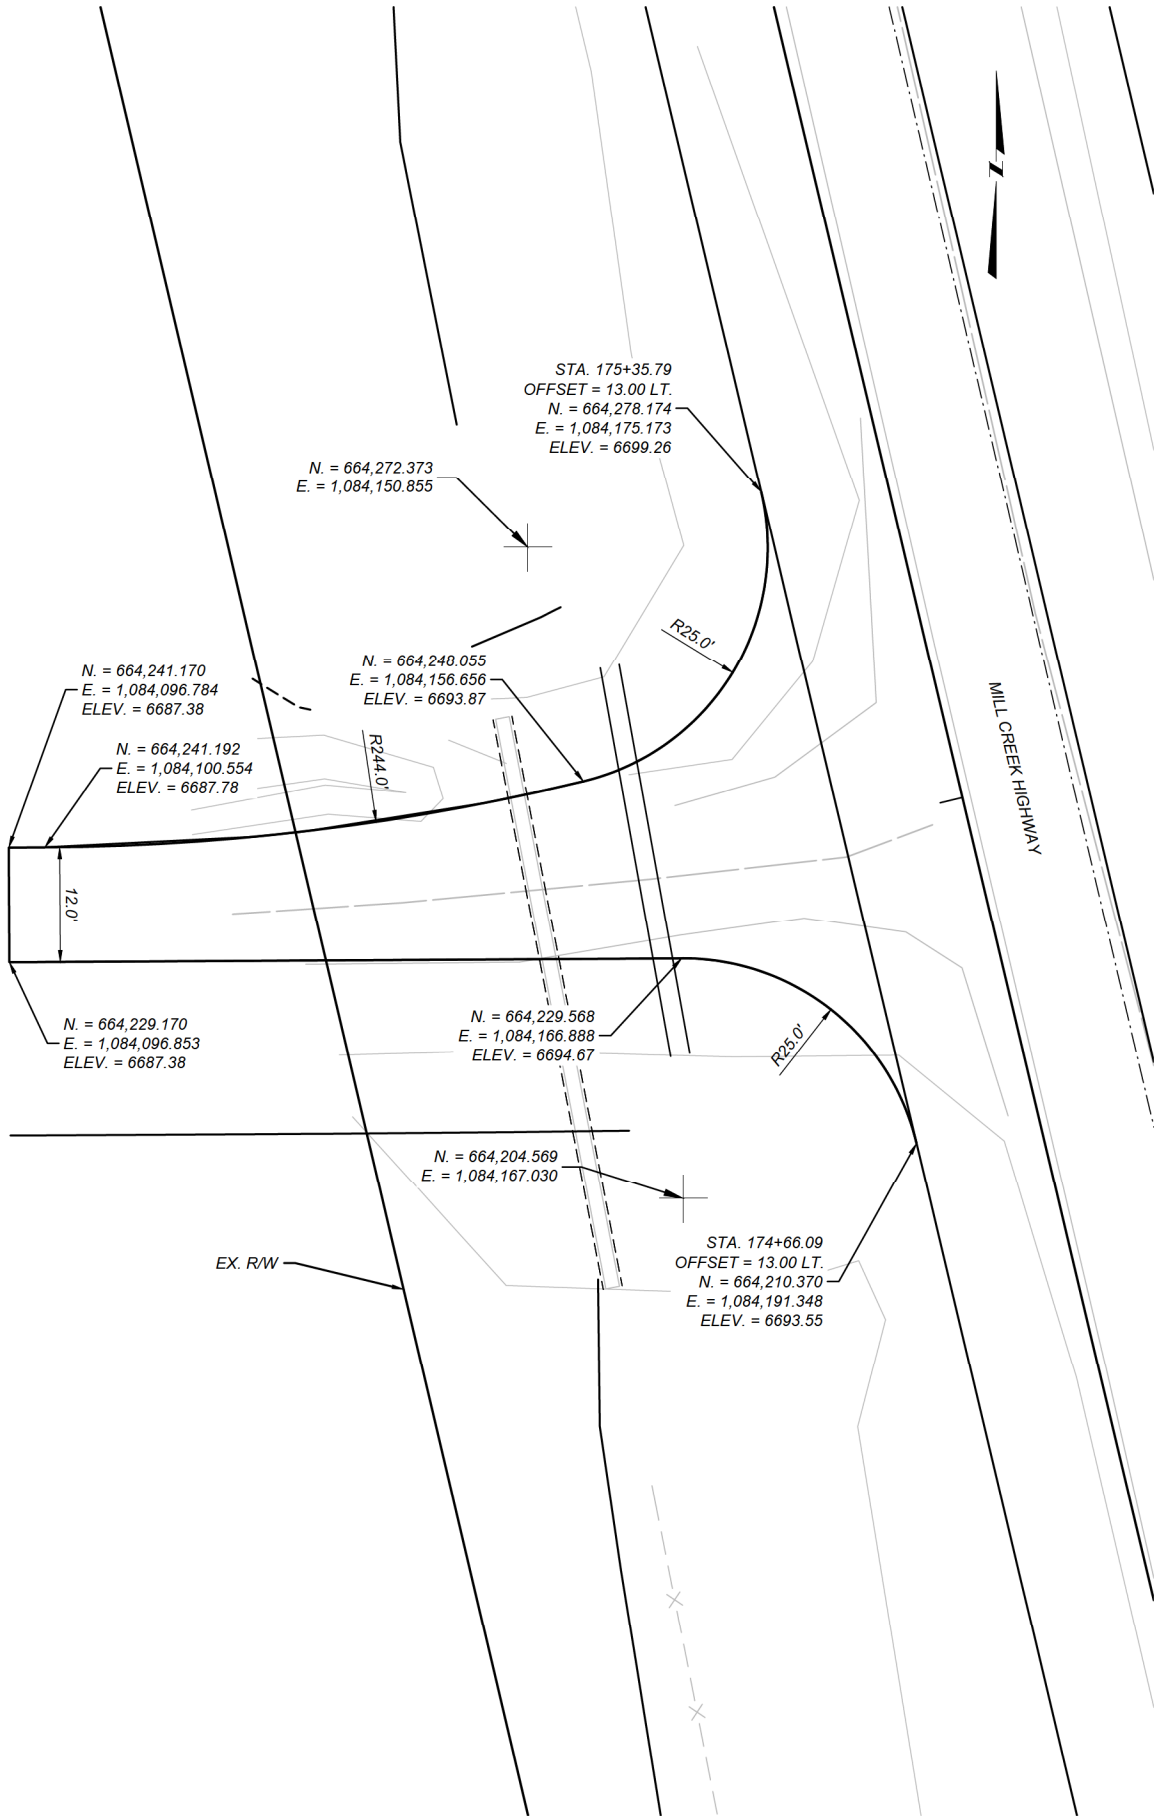 STA. 175+35.79
OFFSET = 13.00 LT.
N. = 664,278.174
E. = 1,084,175.173
ELEV. = 6699.26
N. = 664,272.373
E. = 1,084,150.855
Z
R25.0'
N. = 664,241.170
E. = 1,084,096.784
ELEV. = 6687.38
N. = 664,248.055
E. = 1,084,156.656
ELEV. = 6693.87
MILL CREEK HIGHWAY
N. = 664,241.192
E. = 1,084,100.554
ELEV. = 6687.78
R244.0'
12.0'
N. = 664,229.170
E. = 1,084,096.853
ELEV. = 6687.38
N. = 664,229.568
E. = 1,084,166.888
ELEV. = 6694.67
R25.0'
N. = 664,204.569
E. = 1,084,167.030
EX. R/W
STA. 174+66.09
OFFSET = 13.00 LT.
N. = 664,210.370
E. = 1,084,191.348
ELEV. = 6693.55